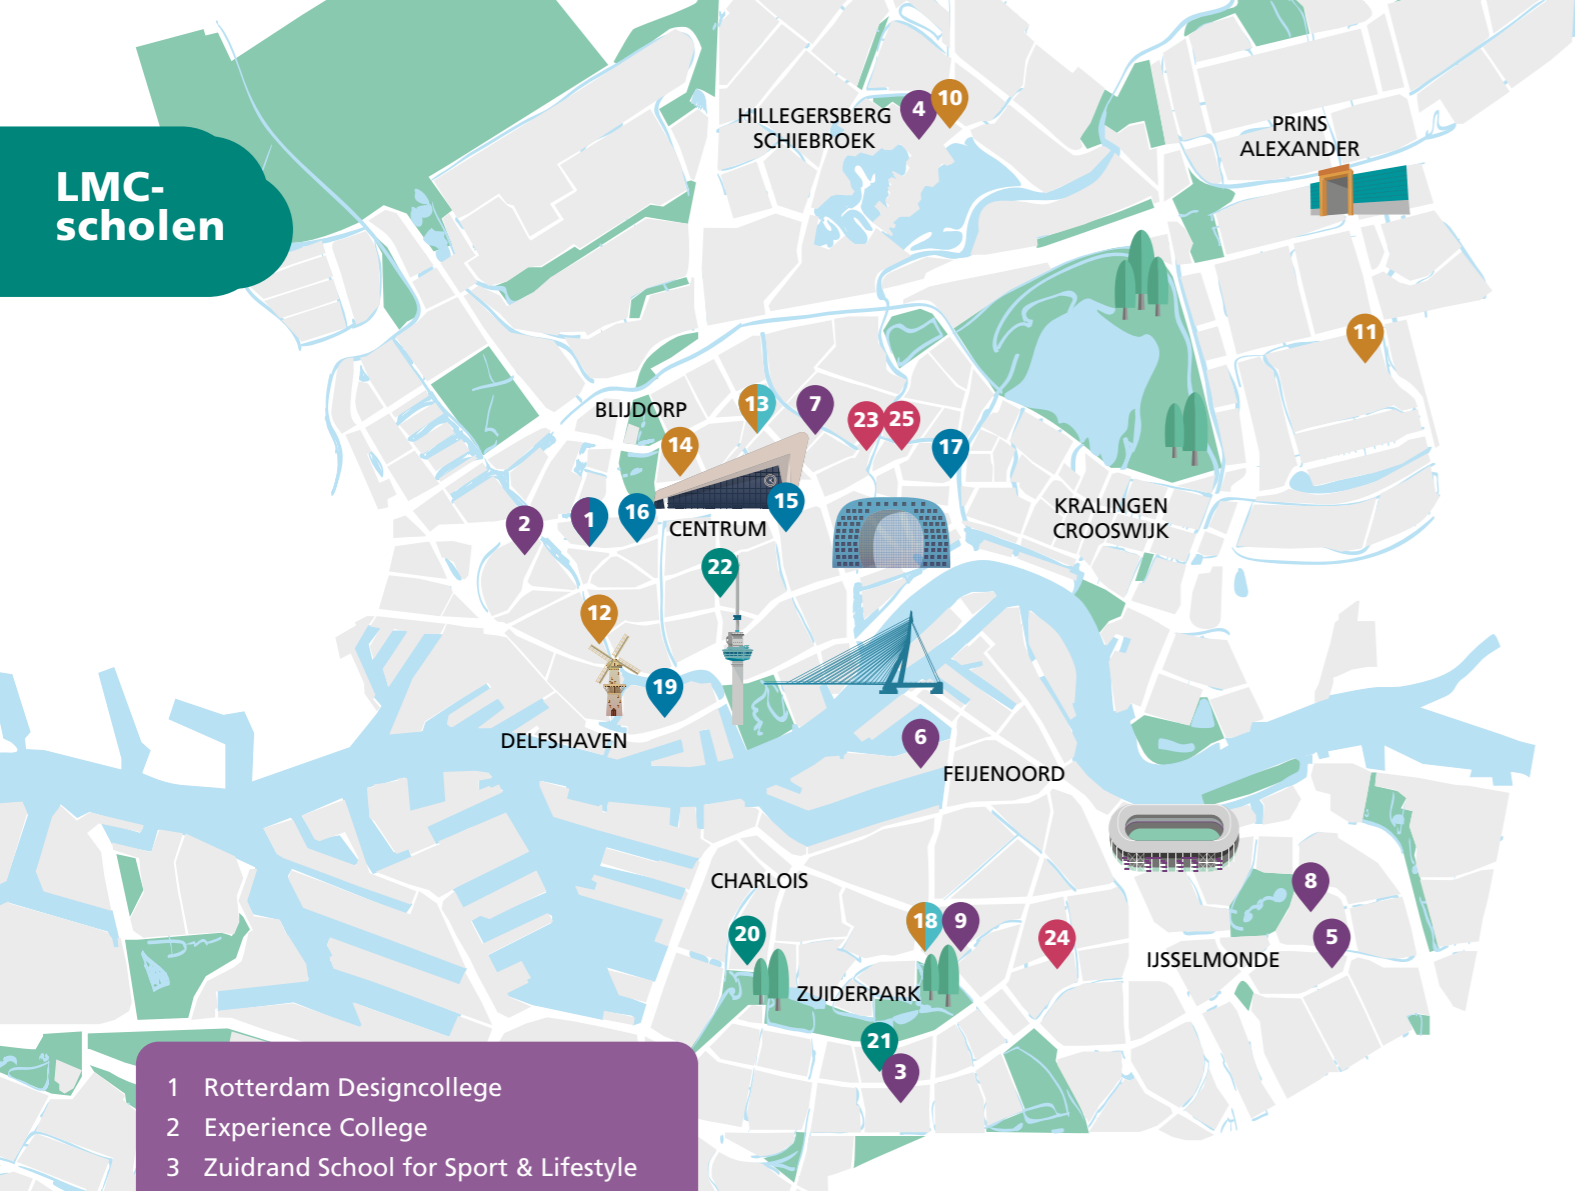 LMC-
scholen
HILLEGERSBERG
SCHIEBROEK
4
10
PRINS
ALEXANDER
11
BLIJDORP
13
7
23
25
14
17
15
16
1
2
CENTRUM
KRALINGEN
CROOSWIJK
22
12
19
DELFSHAVEN
6
FEIJENOORD
CHARLOIS
8
20
18
9
24
5
IJSSELMONDE
ZUIDERPARK
21
3
1 Rotterdam Designcollege
2 Experience College
3 Zuidrand School for Sport & Lifestyle